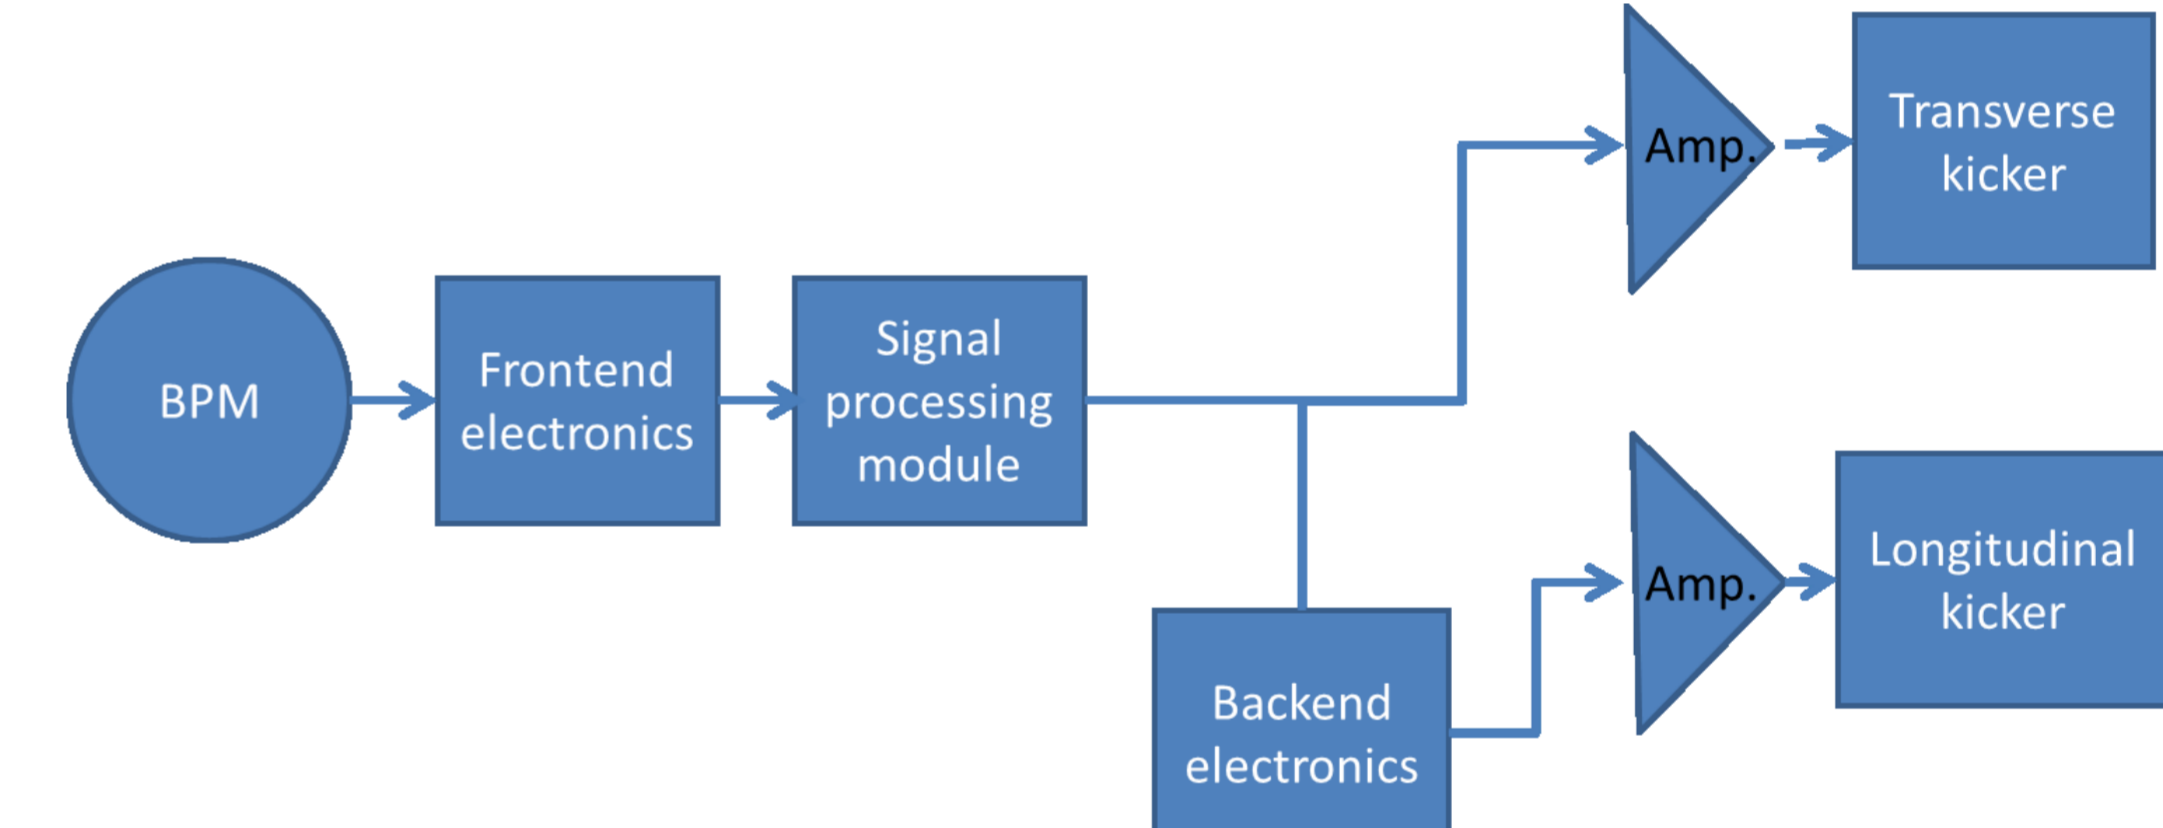 BPM
Frontend
electronics
Signal
processing
module
Amp.
Transverse
kicker
Backend
electronics
Amp.
Longitudinal
kicker